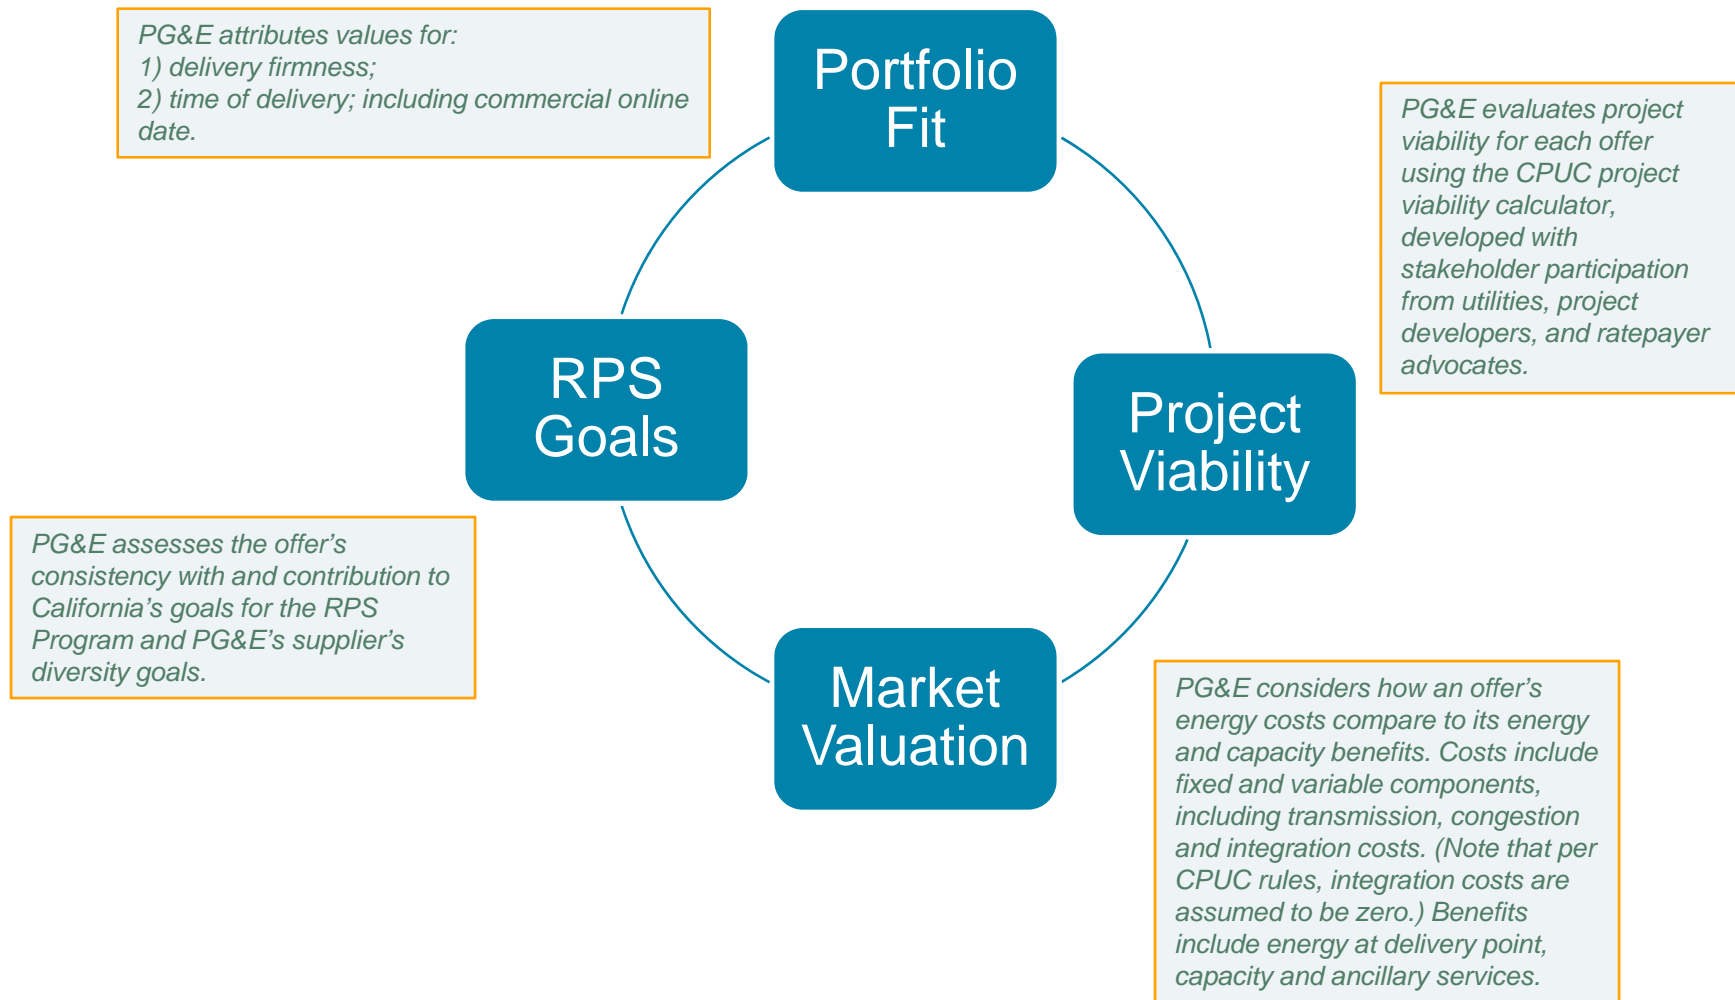 PG&E attributes values for:
1) delivery firmness;
2) time of delivery; including commercial online
date.
Portfolio
Fit
PG&E evaluates project
viability for each offer
using the CPUC project
viability calculator,
developed with
stakeholder participation
from utilities, project
developers, and ratepayer
advocates.
RPS
Goals
Project
Viability
PG&E assesses the offer’s
consistency with and contribution to
California’s goals for the RPS
Program and PG&E’s supplier’s
diversity goals.
Market
Valuation
PG&E considers how an offer’s
energy costs compare to its energy
and capacity benefits. Costs include
fixed and variable components,
including transmission, congestion
and integration costs. (Note that per
CPUC rules, integration costs are
assumed to be zero.) Benefits
include energy at delivery point,
capacity and ancillary services.